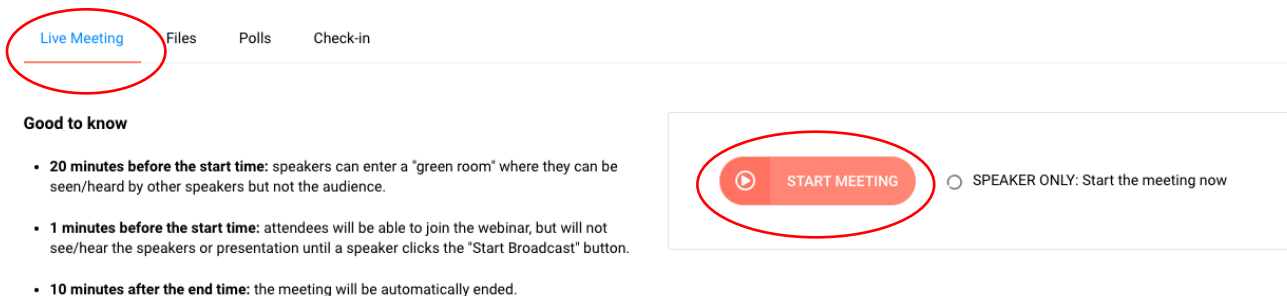 Live Meeting Files Polls Check-in
Good to know
• 20 minutes before the start time: speakers can enter a "green room" where they can be
seen/heard by other speakers but not the audience.
• 1 minutes before the start time: attendees will be able to join the webinar, but will not
see/hear the speakers or presentation until a speaker clicks the "Start Broadcast" button.
• 10 minutes after the end time: the meeting will be automatically ended.
START MEETING
SPEAKER ONLY: Start the meeting now